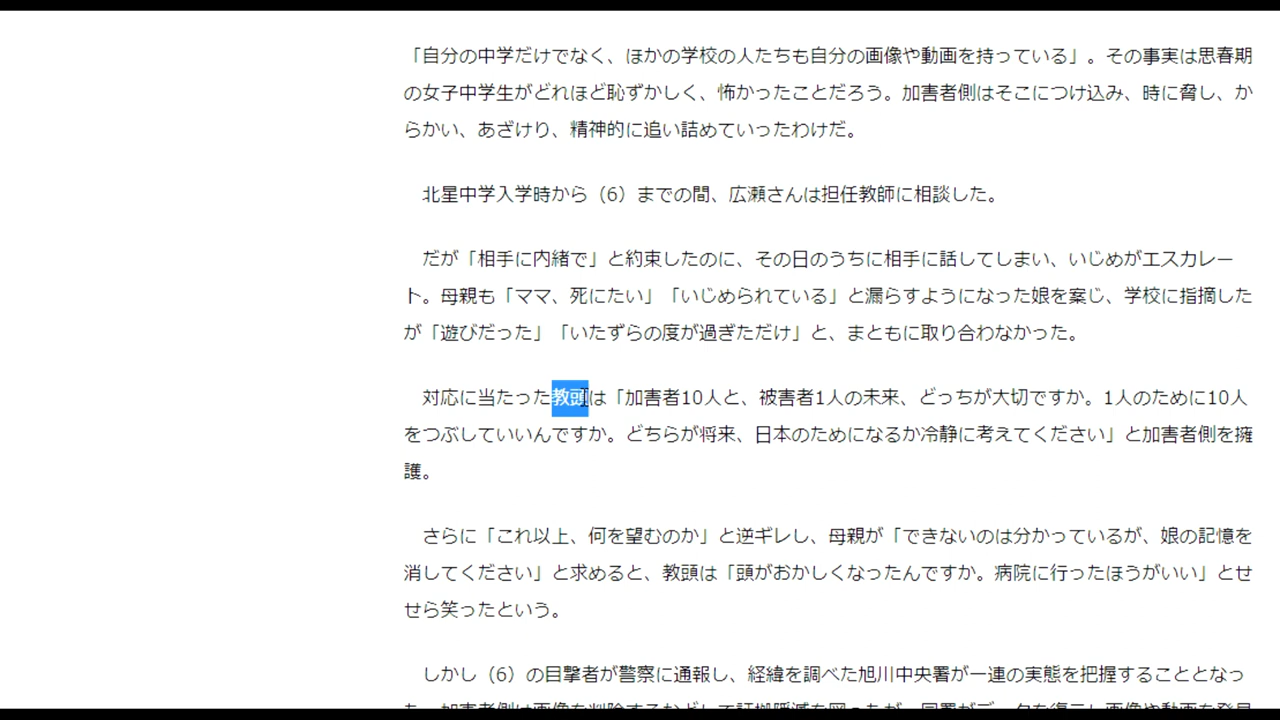 「自分の中学だけでなく、ほかの学校の人たちも自分の画像や動画を持っている」。その事実は思春期
の女子中学生がどれほど恥ずかしく、怖かったことだろう。加害者側はそこにつけ込み、時に脅し、か
らかい、あざけり、精神的に追い詰めていったわけだ。
北星中学入学時から（6）までの間、広瀬さんは担任教師に相談した。
だが「相手に内緒で」と約束したのに、その日のうちに相手に話してしまい、いじめがエスカレー
ト。母親も「ママ、死にたい」「いじめられている」と漏らすようになった娘を案じ、学校に指摘した
が「遊びだった」「いたずらの度が過ぎただけ」と、まともに取り合わなかった。
対応に当たった教頭は「加害者10人と、被害者1人の未来、どっちが大切ですか。1人のために10人
をつぶしていいんですか。どちらが将来、日本のためになるか冷静に考えてください」と加害者側を擁
護。
さらに「これ以上、何を望むのか」と逆ギレし、母親が「できないのは分かっているが、娘の記憶を
消してください」と求めると、教頭は「頭がおかしくなったんですか。病院に行ったほうがいい」とせ
せら笑ったという。
しかし（6）の目撃者が警察に通報し、経緯を調べた旭川中央署が一連の実態を把握することとなっ